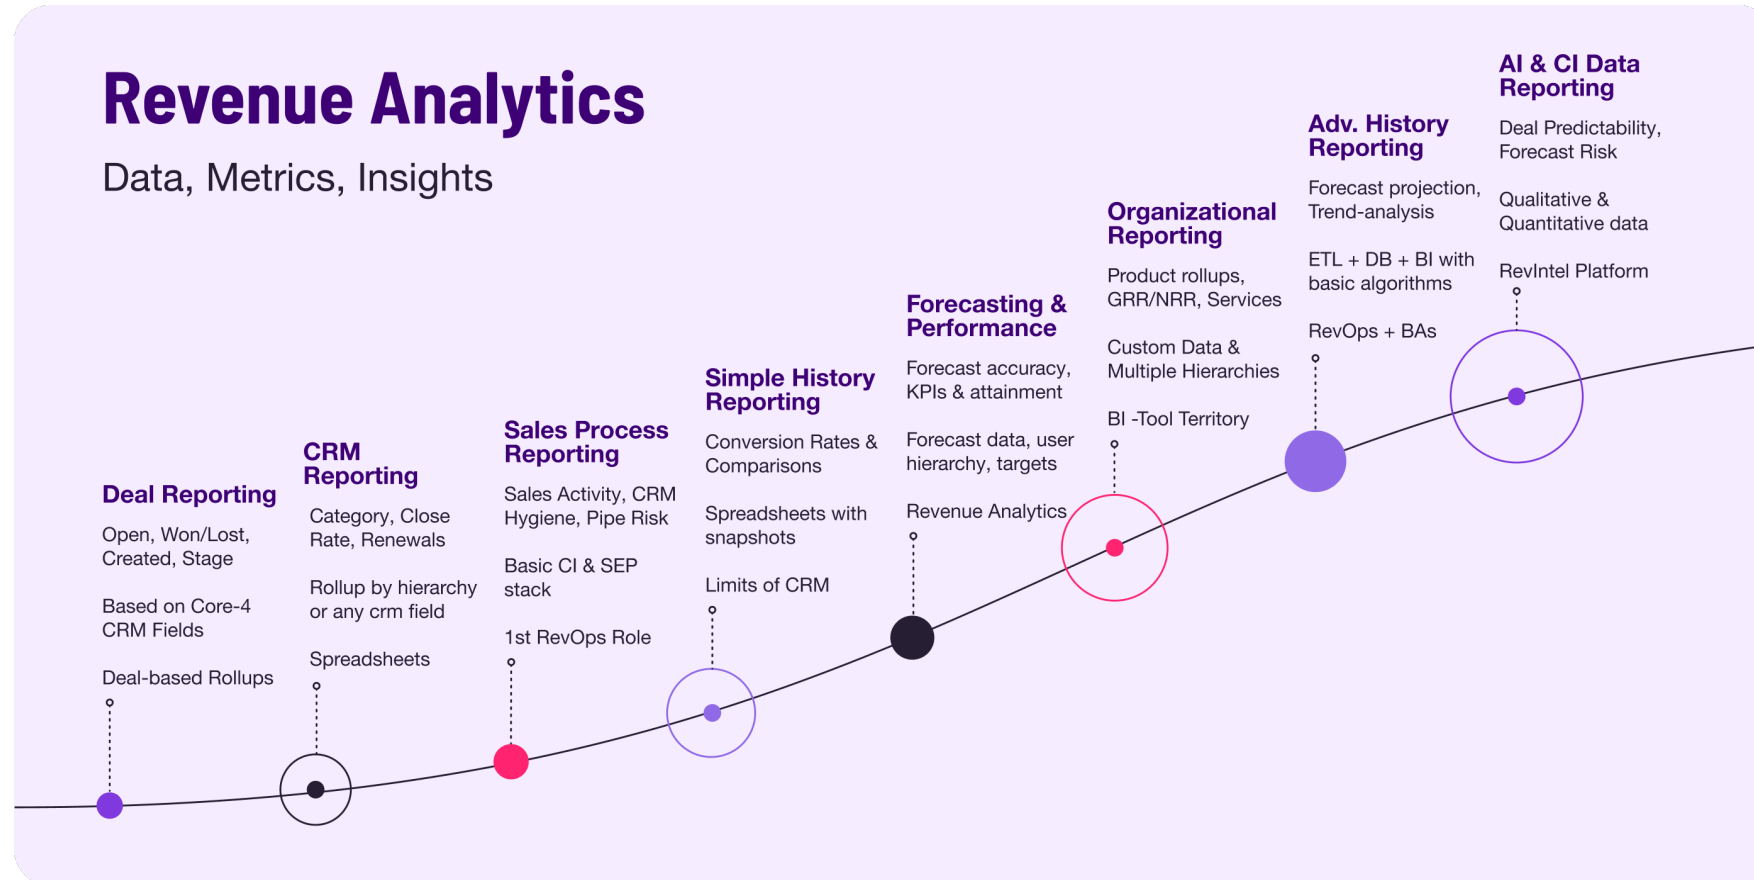 Revenue Analytics
Data, Metrics, Insights
Deal Reporting
Open, Won/Lost,
Created, Stage
Based on Core-4
CRM Fields
Deal-based Rollups
CRM
Reporting
Category, Close
Rate, Renewals
Rollup by hierarchy
or any crm field
Spreadsheets
Sales Process
Reporting
Sales Activity, CRM
Hygiene, Pipe Risk
Basic CI & SEP
stack
1st RevOps Role
Simple History
Reporting
Conversion Rates &
Comparisons
Spreadsheets with
snapshots
Limits of CRM
Forecasting &
Performance
Forecast accuracy,
KPIs & attainment
Forecast data, user
hierarchy, targets
Revenue Analytics
Organizational
Reporting
Product rollups,
GRR/NRR, Services
Custom Data &
Multiple Hierarchies
BI -Tool Territory
Adv. History
Reporting
Forecast projection,
Trend-analysis
ETL + DB + BI with
basic algorithms
RevOps + BAs
AI & CI Data
Reporting
Deal Predictability,
Forecast Risk
Qualitative &
Quantitative data
RevIntel Platform